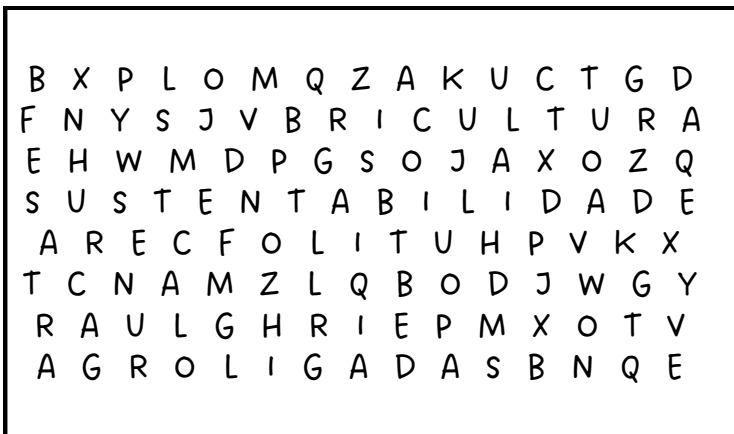 B X P L O M Q Z A K U C T G D
F N Y S J V B R I C U L T U R A
E H W M D P G S O J A X O Z Q
S U S T E N T A B I L I D A D E
A R E C F O L I T U H P V K X
T C N A M Z L Q B O D J W G Y
R A U L G H R I E P M X O T V
A G R O L I G A D A S B N Q E